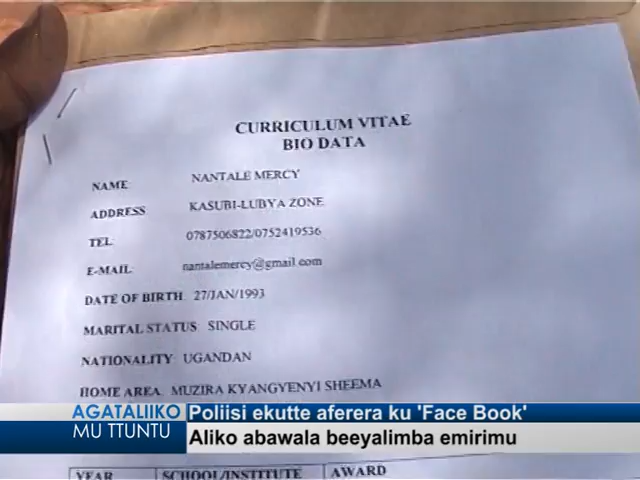 CURRICULUM VITAE
BIO DATA
NAME NANTALE MERCY
ADDRESS KASUBI-LUBYA ZONE
TEL 0787506822/0752419536
E-MAIL nantalemercy@gmail.com
DATE OF BIRTH 27/JAN/1993
MARITAL STATUS SINGLE
NATIONALITY UGANDAN
HOME AREA MUZIRA KYANGYENYI SHEEMA
AGATALIIKO Poliisi ekutte aferera ku 'Face Book'
MU TTUNTU Aliko abawala beeyalimba emirimu
YEAR SCHOOL/INSTITUTE AWARD